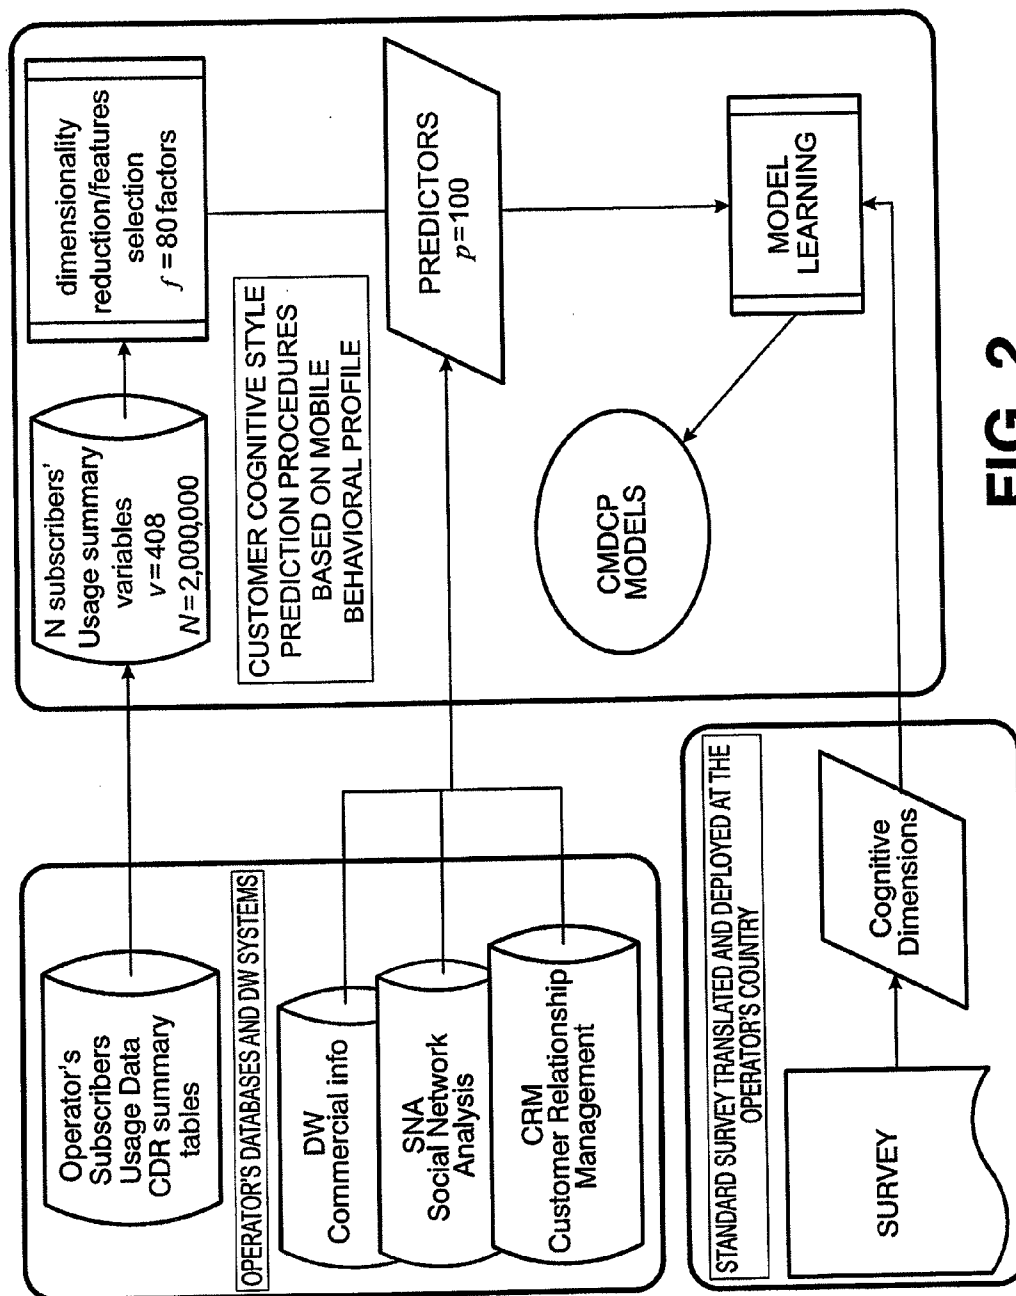 Operator's
Subscribers
Usage Data
CDR summary
tables
OPERATOR'S DATABASES AND DW SYSTEMS
DW
Commercial info
SNA
Social Network
Analysis
CRM
Customer Relationship
Management
N subscribers'
Usage summary
variables
v=408
N=2,000,000
dimensionality
reduction/features
selection
f=80 factors
CUSTOMER COGNITIVE STYLE
PREDICTION PROCEDURES
BASED ON MOBILE
BEHAVIORAL PROFILE
PREDICTORS
p=100
CMDCP
MODELS
MODEL
LEARNING
STANDARD SURVEY TRANSLATED AND DEPLOYED AT THE
OPERATOR'S COUNTRY
SURVEY
Cognitive
Dimensions
FIG. 2